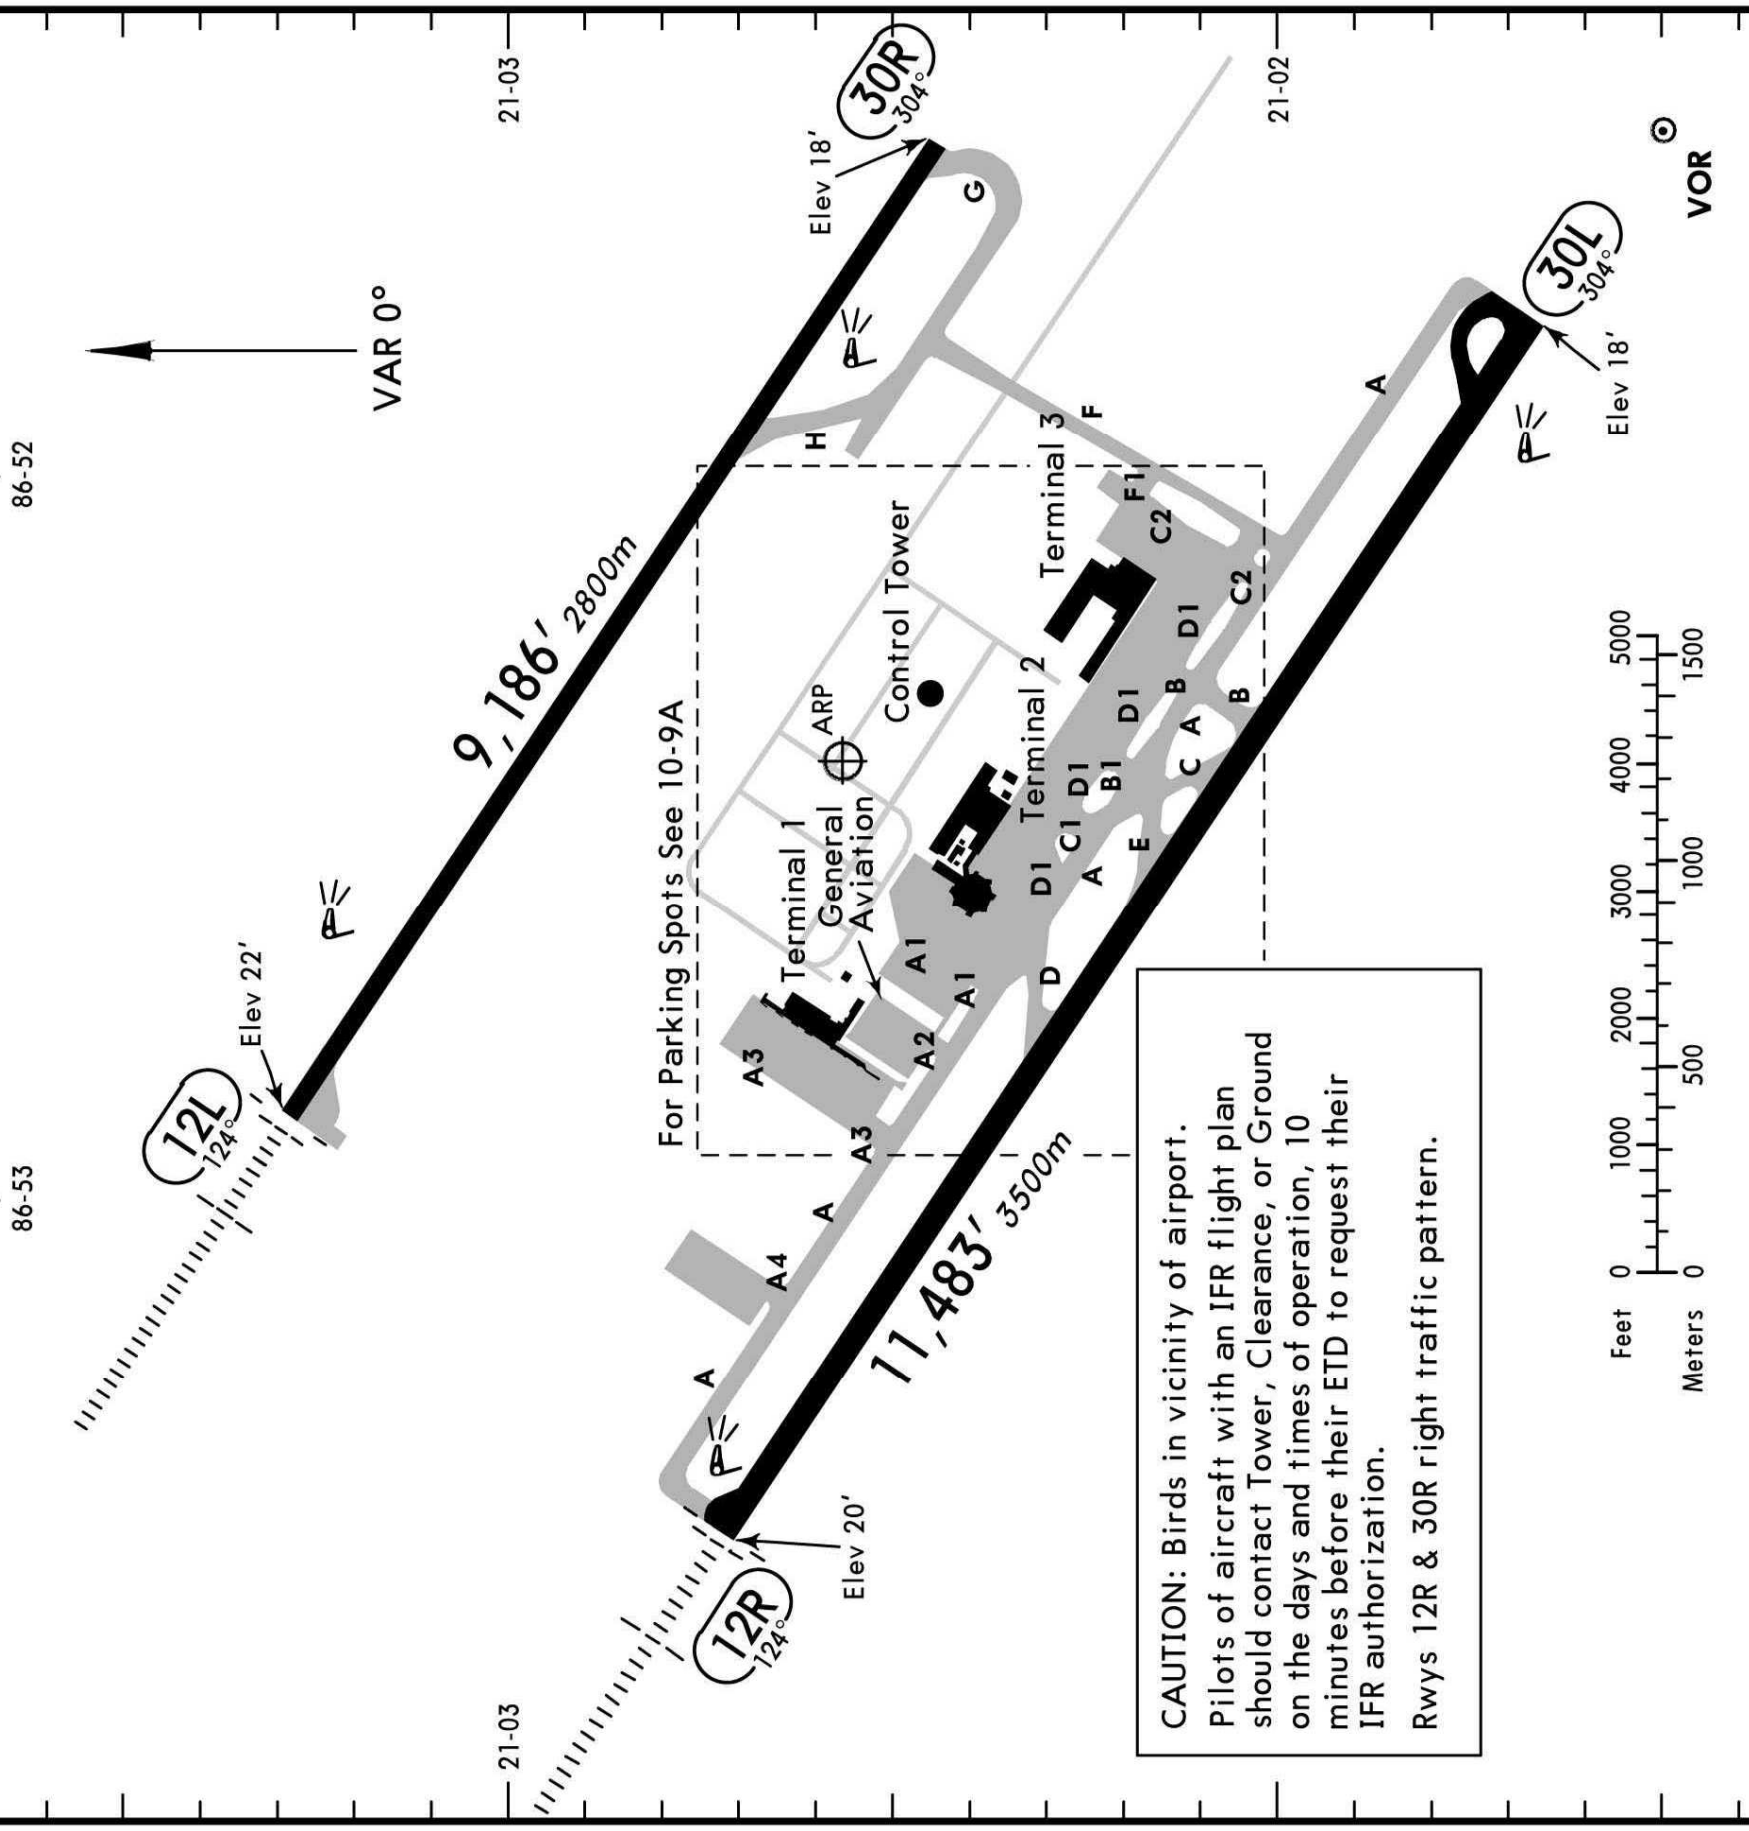 86-53
86-52
21-03
21-03
21-02
VAR 0°
12L
124°
Elev 22'
9,186' 2800m
30R
304°
Elev 18'
G
H
F
For Parking Spots See 10-9A
ARP
Control Tower
Terminal 1
General
Aviation
Terminal 2
Terminal 3
F1
C2
C2
D1
D1
D1
D1
B
B
B1
A
C
C1
E
A
D
A1
A1
A2
A3
A3
A
A4
A
A
12R
124°
Elev 20'
11,483' 3500m
30L
304°
Elev 18'
VOR
CAUTION: Birds in vicinity of airport.
Pilots of aircraft with an IFR flight plan
should contact Tower, Clearance, or Ground
on the days and times of operation, 10
minutes before their ETD to request their
IFR authorization.
Rwys 12R & 30R right traffic pattern.
Feet 0 1000 2000 3000 4000 5000
Meters 0 500 1000 1500